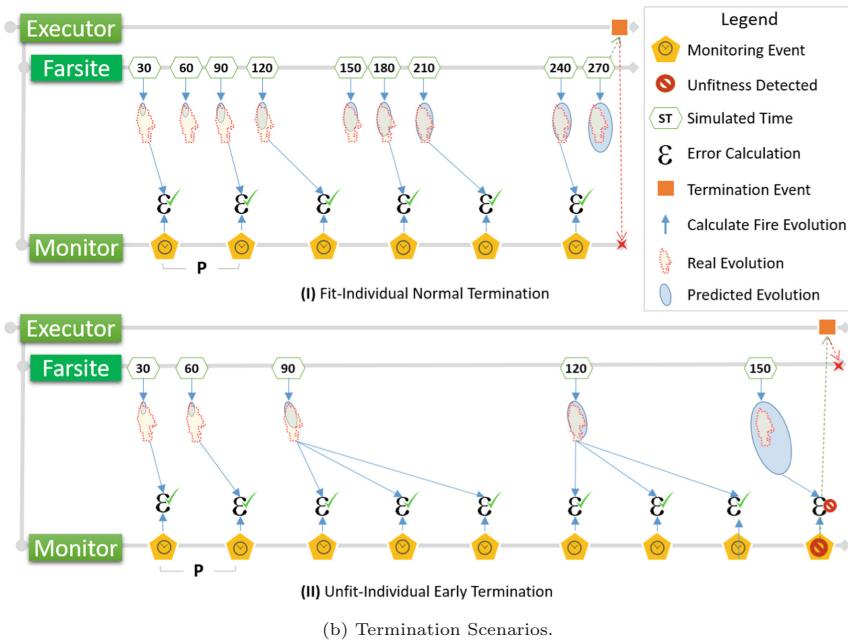 Executor
Farsite
30 60 90 120 150 180 210 240 270
ε ε ε ε ε ε
Monitor
P
(I) Fit-Individual Normal Termination
Legend
Monitoring Event
Unfitness Detected
ST Simulated Time
ε Error Calculation
Termination Event
Calculate Fire Evolution
Real Evolution
Predicted Evolution
Executor
Farsite
30 60 90 120 150
ε ε ε ε ε ε ε ε ε
Monitor
P
(II) Unfit-Individual Early Termination
(b) Termination Scenarios.